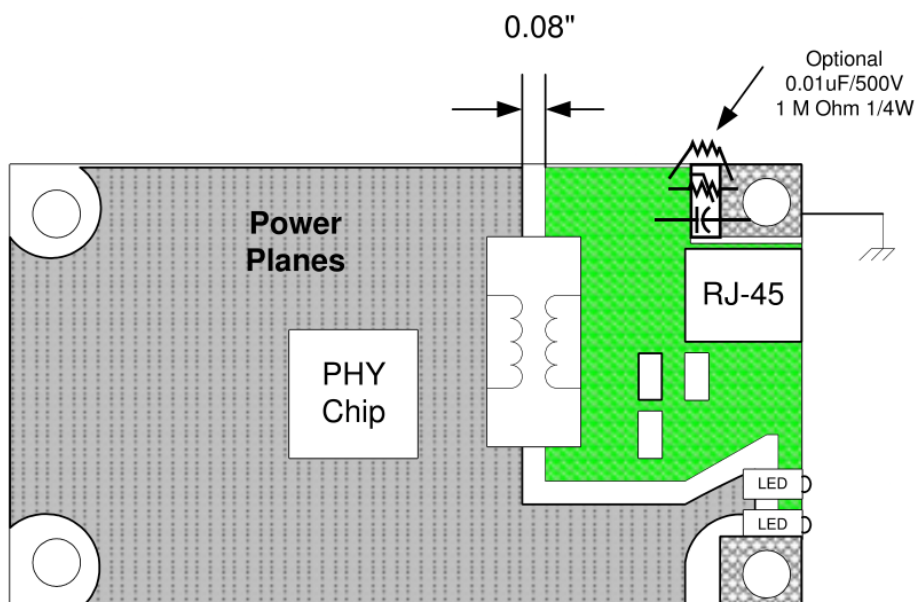 0.08"
Optional
0.01uF/500V
1 M Ohm 1/4W
Power
Planes
RJ-45
PHY
Chip
LED
LED